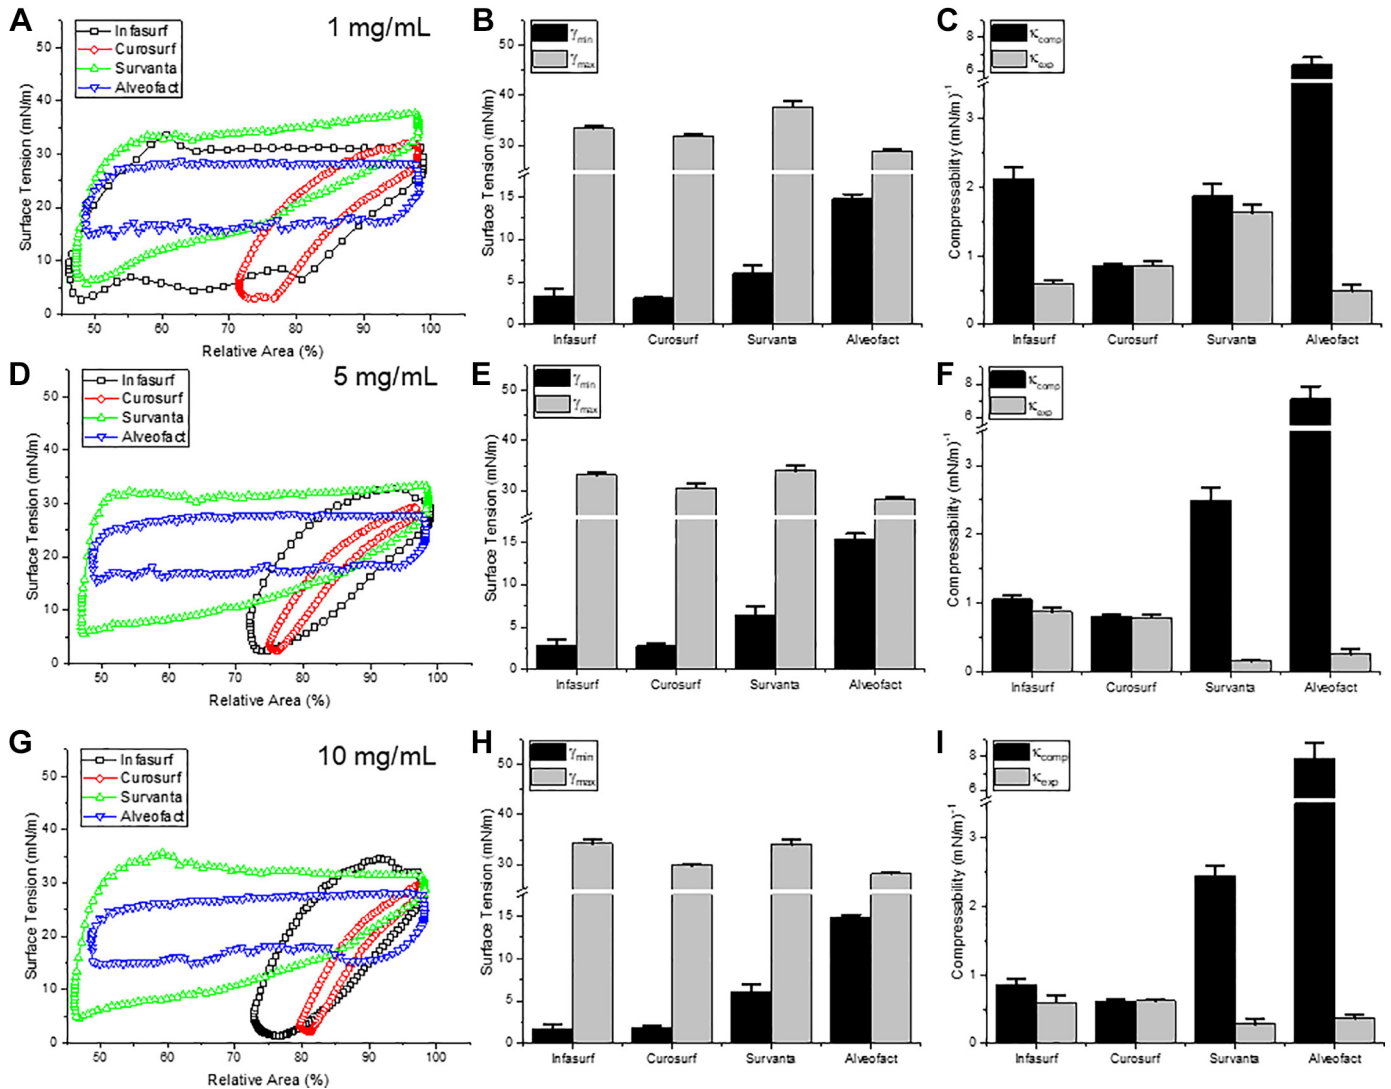 A
1 mg/mL
Infasurf
Curosurf
Survanta
Alveofact
Surface Tension (mN/m)
50
40
30
20
10
0
50 60 70 80 90 100
Relative Area (%)
B
γmin
γmax
Surface Tension (mN/m)
50
40
30
15
10
5
0
Infasurf Curosurf Survanta Alveofact
C
κcomp
κexp
Compressability (mN/m)-1
8
6
2
1
0
Infasurf Curosurf Survanta Alveofact
D
5 mg/mL
Infasurf
Curosurf
Survanta
Alveofact
Surface Tension (mN/m)
50
40
30
20
10
0
50 60 70 80 90 100
Relative Area (%)
E
γmin
γmax
Surface Tension (mN/m)
50
40
30
15
10
5
0
Infasurf Curosurf Survanta Alveofact
F
κcomp
κexp
Compressability (mN/m)-1
8
6
3
2
1
0
Infasurf Curosurf Survanta Alveofact
G
10 mg/mL
Infasurf
Curosurf
Survanta
Alveofact
Surface Tension (mN/m)
50
40
30
20
10
0
50 60 70 80 90 100
Relative Area (%)
H
γmin
γmax
Surface Tension (mN/m)
50
40
30
15
10
5
0
Infasurf Curosurf Survanta Alveofact
I
κcomp
κexp
Compressability (mN/m)-1
8
6
3
2
1
0
Infasurf Curosurf Survanta Alveofact